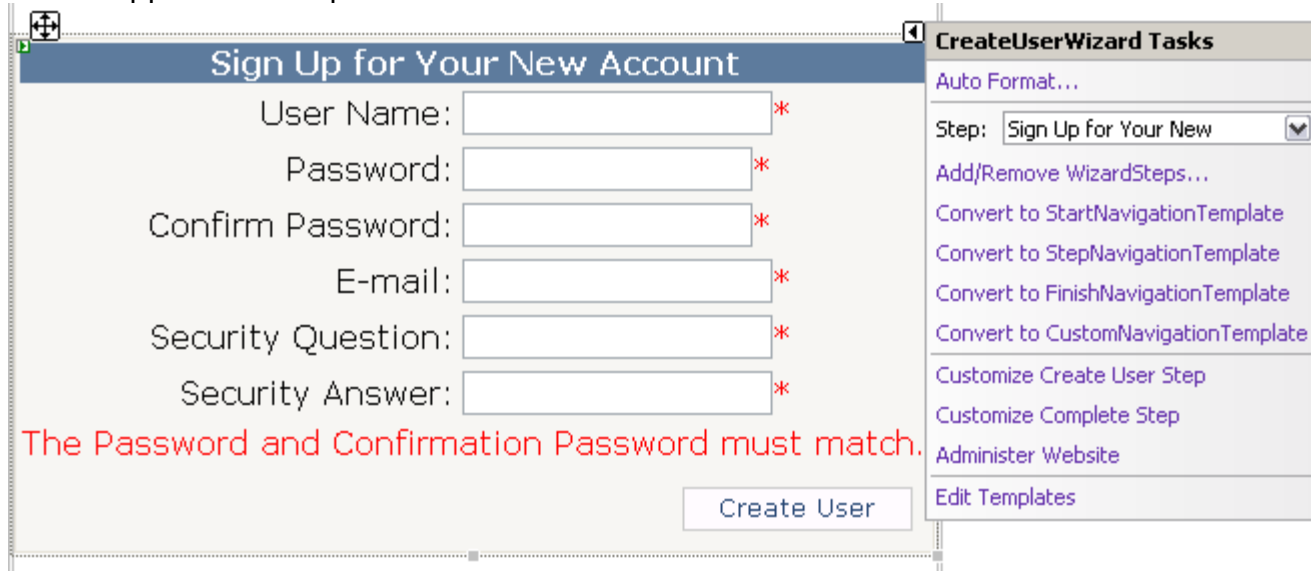 Sign Up for Your New Account
User Name: *
Password: *
Confirm Password: *
E-mail: *
Security Question: *
Security Answer: *
The Password and Confirmation Password must match.
Create User
CreateUserWizard Tasks
Auto Format...
Step: Sign Up for Your New
Add/Remove WizardSteps...
Convert to StartNavigationTemplate
Convert to StepNavigationTemplate
Convert to FinishNavigationTemplate
Convert to CustomNavigationTemplate
Customize Create User Step
Customize Complete Step
Administer Website
Edit Templates